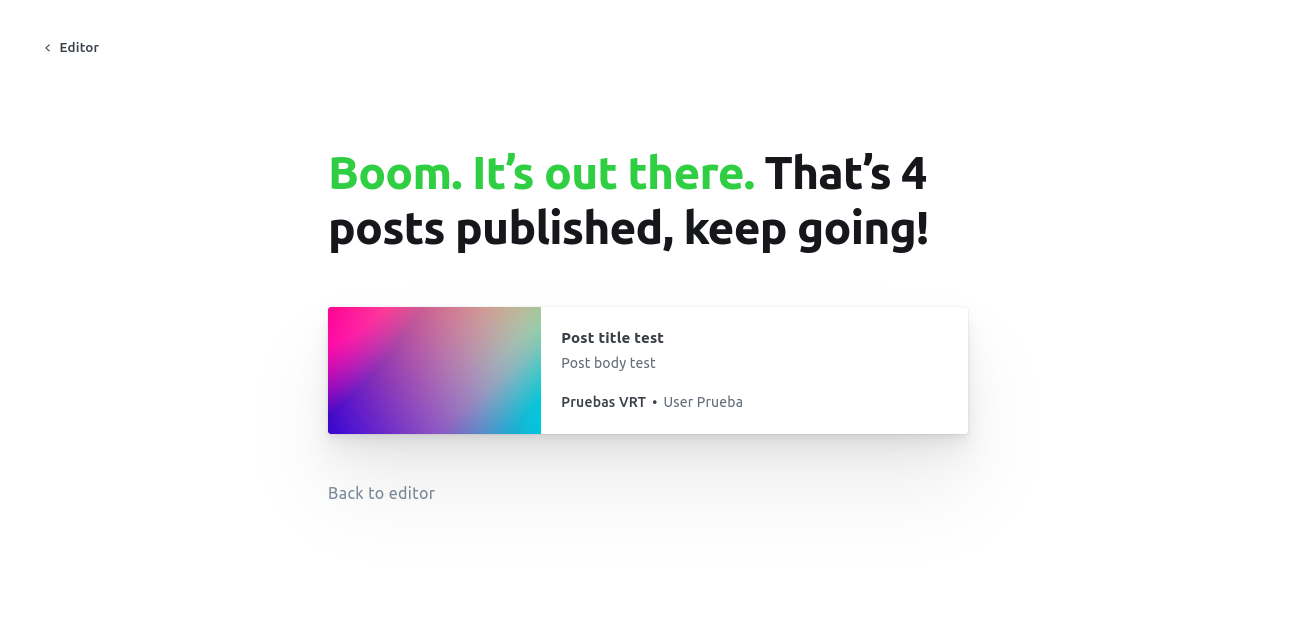 Editor
Boom. It’s out there. That’s 4
posts published, keep going!
Post title test
Post body test
Pruebas VRT • User Prueba
Back to editor